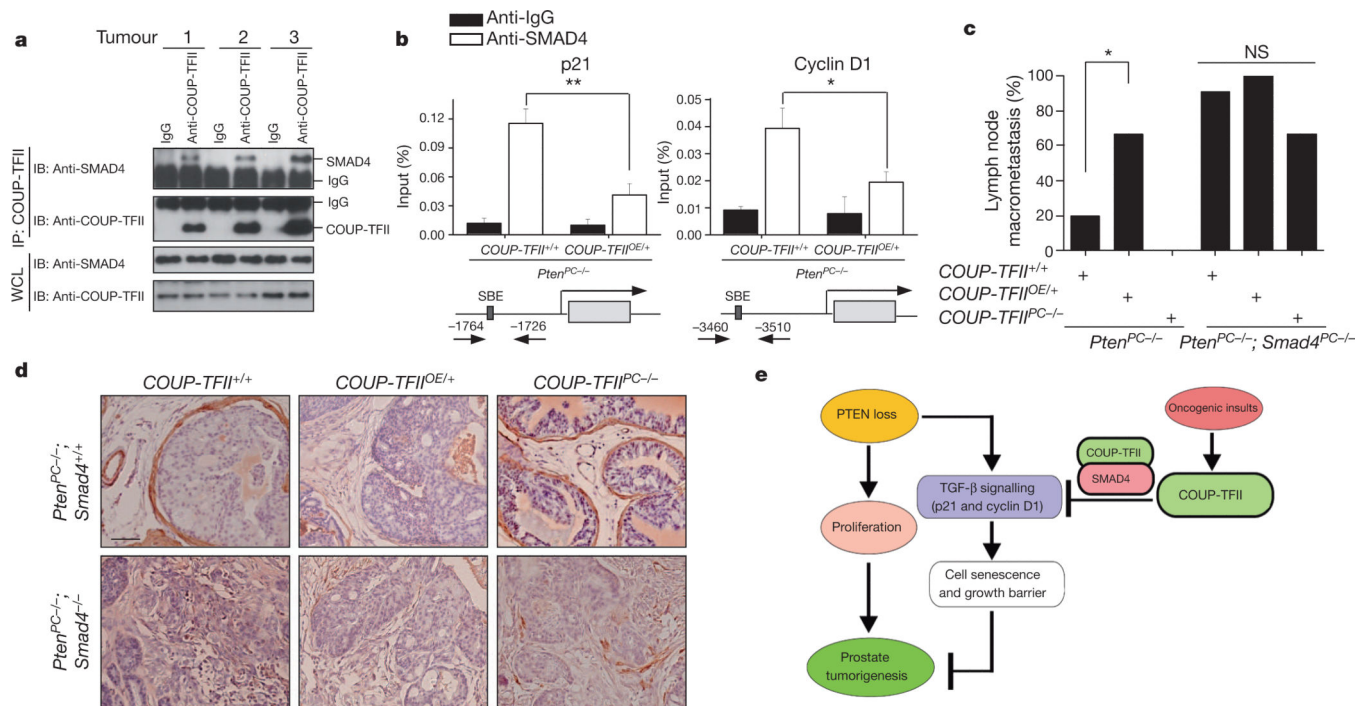 a
Tumour 1 2 3
IgG Anti-COUP-TFII IgG Anti-COUP-TFII IgG Anti-COUP-TFII
IP: COUP-TFII
IB: Anti-SMAD4
SMAD4
IgG
IB: Anti-COUP-TFII
IgG
COUP-TFII
WCL
IB: Anti-SMAD4
IB: Anti-COUP-TFII
b
Anti-IgG
Anti-SMAD4
p21
**
Input (%)
0.12
0.09
0.06
0.03
0.00
COUP-TFII+/+ COUP-TFIIOE/+
PtenPC–/–
SBE
–1764 –1726
Cyclin D1
*
Input (%)
0.05
0.04
0.03
0.02
0.01
0.00
COUP-TFII+/+ COUP-TFIIOE/+
PtenPC–/–
SBE
–3460 –3510
c
* NS
Lymph node
macrometastasis (%)
100
80
60
40
20
0
COUP-TFII+/+ + +
COUP-TFIIOE/+ + +
COUP-TFIIPC–/– + +
PtenPC–/– PtenPC–/–; Smad4PC–/–
d
COUP-TFII+/+ COUP-TFIIOE/+ COUP-TFIIPC–/–
PtenPC–/–;
Smad4+/+
PtenPC–/–;
Smad4–/–
e
PTEN loss
Oncogenic insults
COUP-TFII
SMAD4
COUP-TFII
TGF-β signalling
(p21 and cyclin D1)
Proliferation
Cell senescence
and growth barrier
Prostate
tumorigenesis